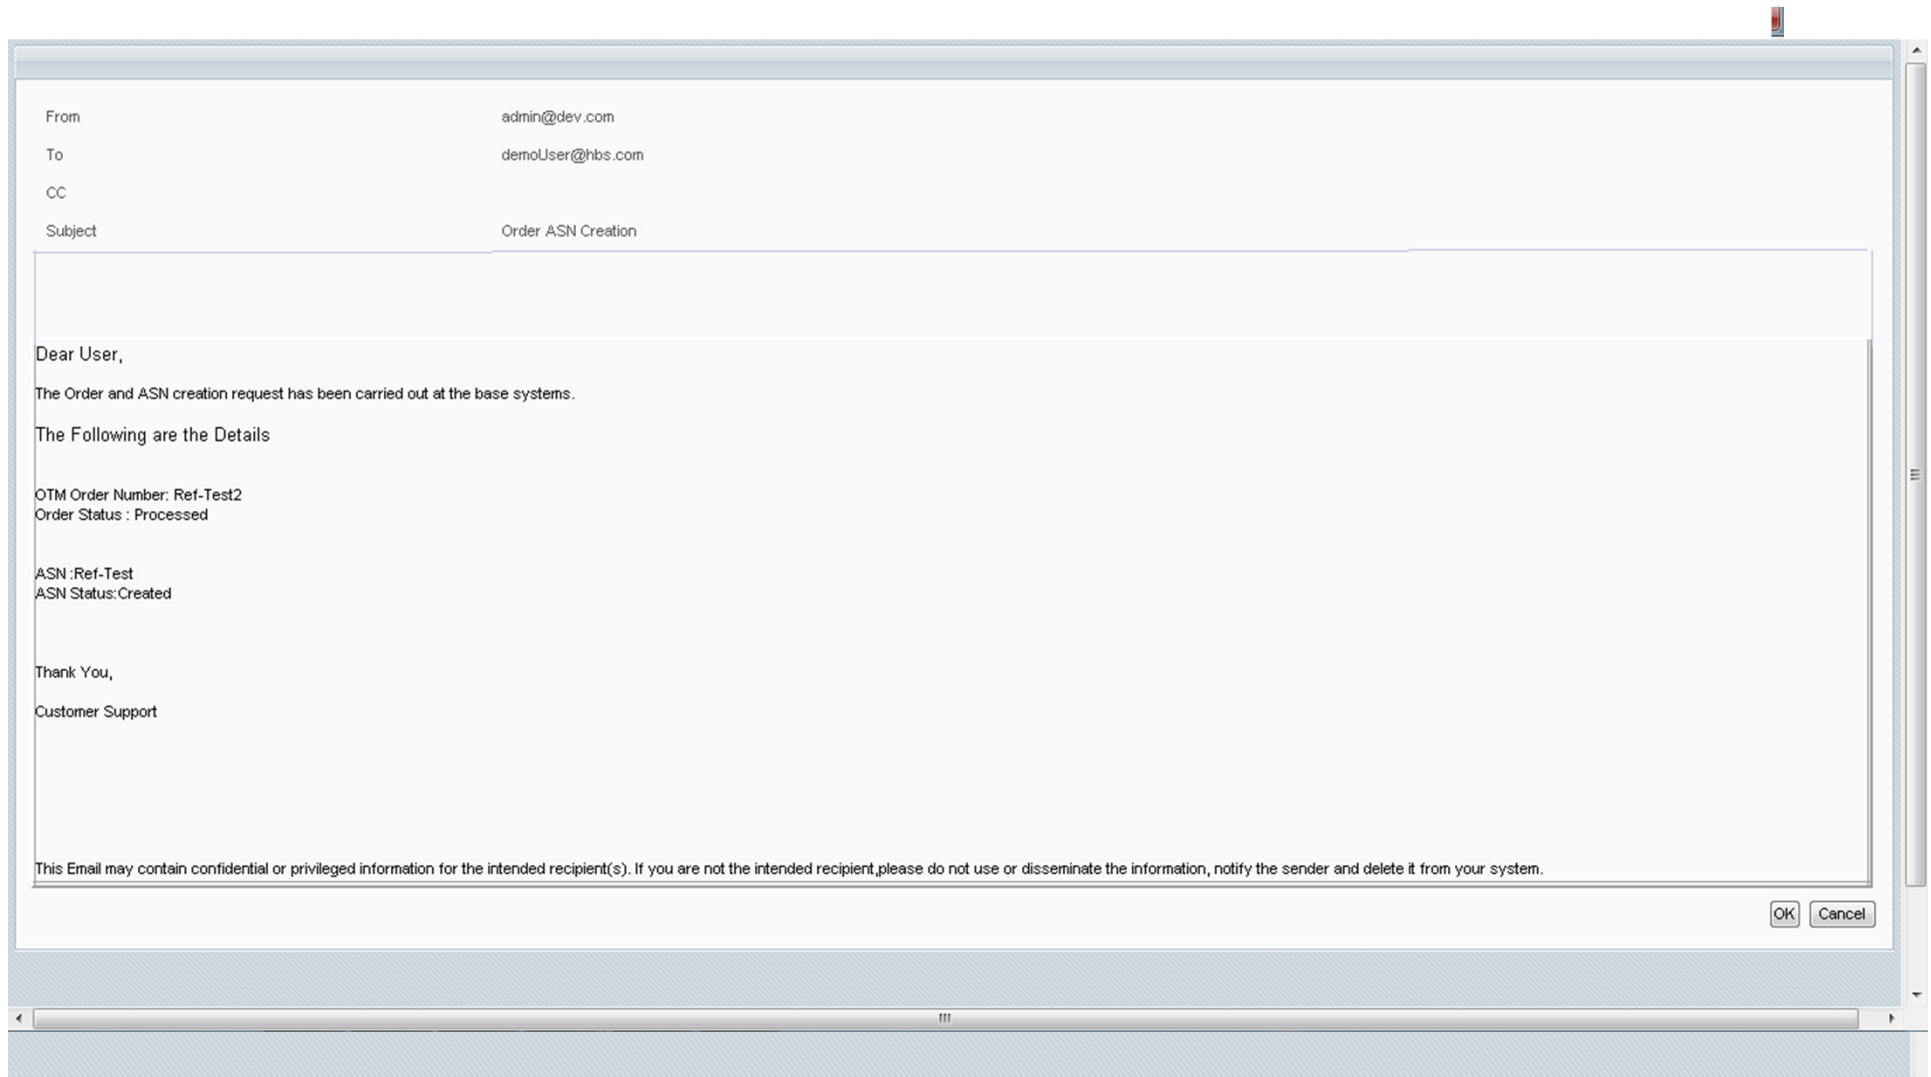 From admin@dev.com
To demoUser@hbs.com
CC
Subject Order ASN Creation
Dear User,
The Order and ASN creation request has been carried out at the base systems.
The Following are the Details
OTM Order Number: Ref-Test2
Order Status : Processed
ASN :Ref-Test
ASN Status:Created
Thank You,
Customer Support
This Email may contain confidential or privileged information for the intended recipient(s). If you are not the intended recipient,please do not use or disseminate the information, notify the sender and delete it from your system.
OK Cancel